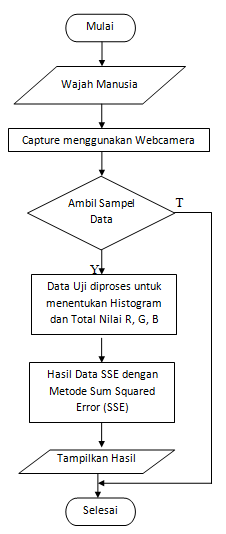 Mulai
Wajah Manusia
Capture menggunakan Webcamera
Ambil Sampel
Data
T
Y
Data Uji diproses untuk
menentukan Histogram
dan Total Nilai R, G, B
Hasil Data SSE dengan
Metode Sum Squared
Error (SSE)
Tampilkan Hasil
Selesai